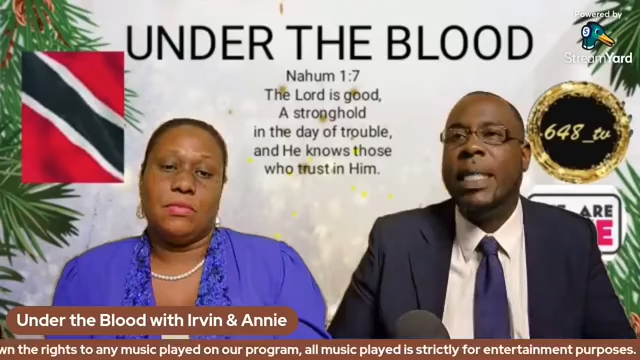 Powered by
StreamYard
UNDER THE BLOOD
Nahum 1:7
The Lord is good,
A stronghold
in the day of trouble,
and He knows those
who trust in Him.
648_tv
ARE
Under the Blood with Irvin & Annie
wn the rights to any music played on our program, all music played is strictly for entertainment purposes.